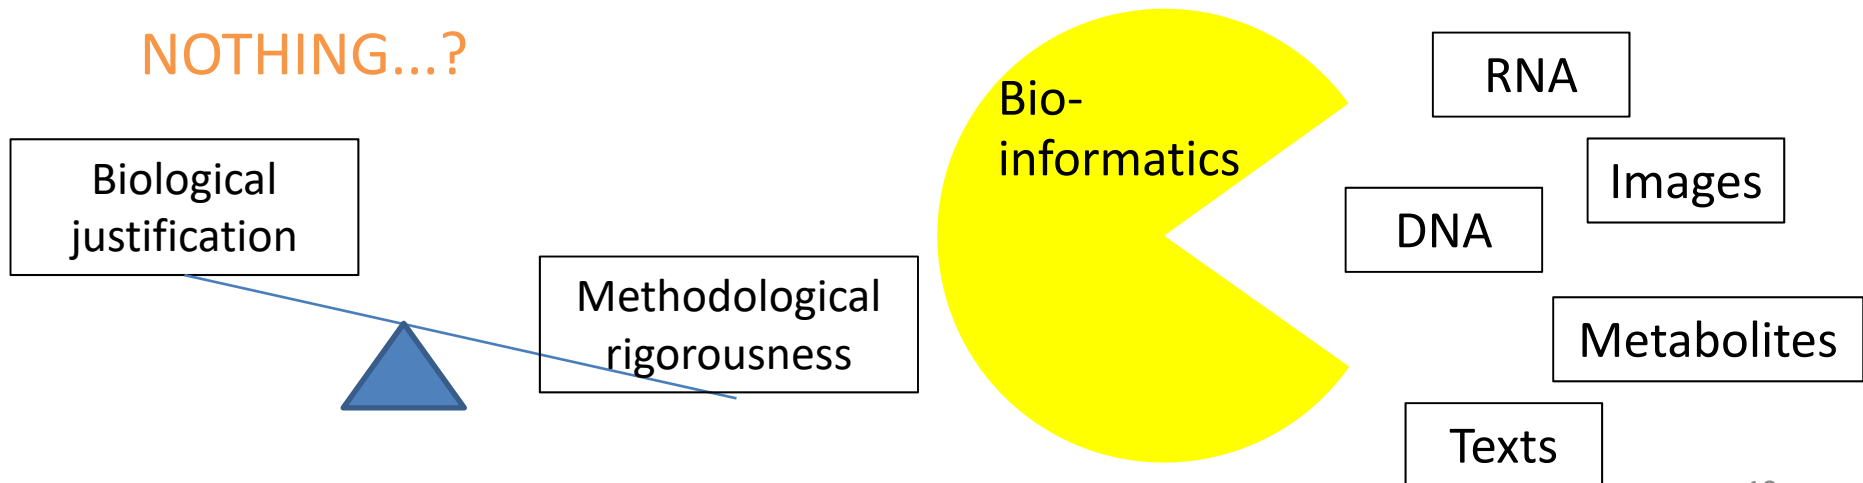 NOTHING...?
Biological
justification
Methodological
rigorousness
Bio-
informatics
RNA
Images
DNA
Metabolites
Texts